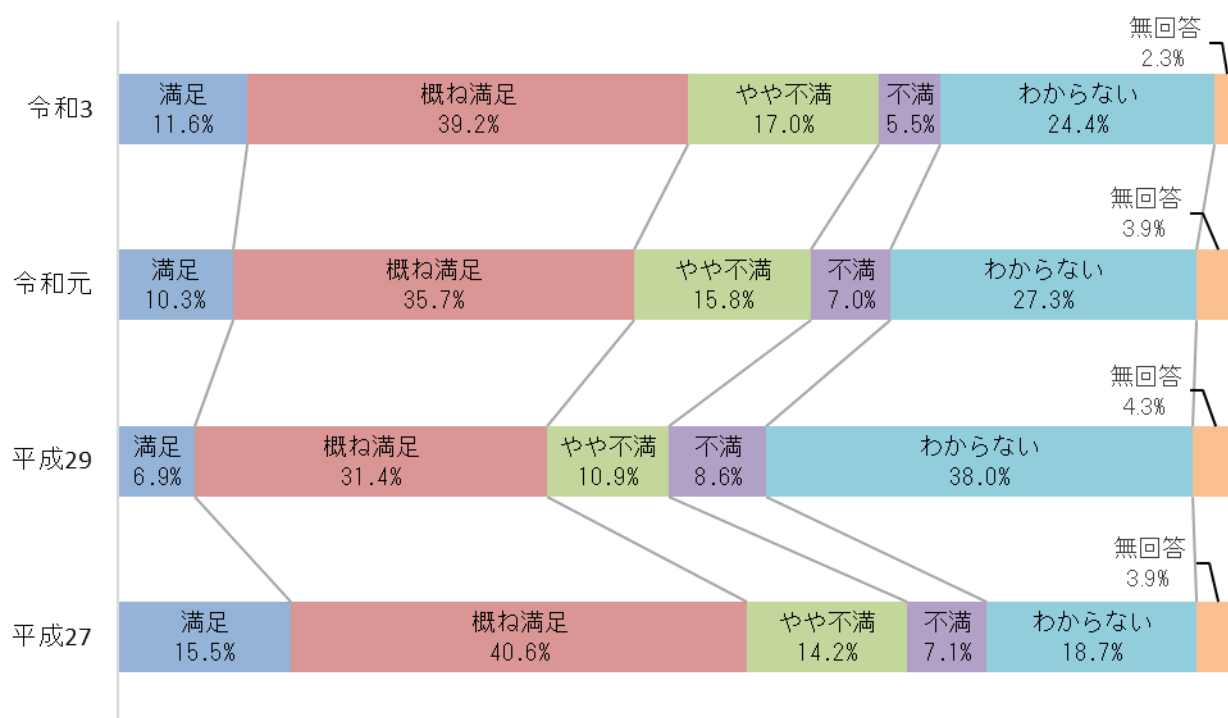 無回答
2.3%
令和3
満足
11.6%
概ね満足
39.2%
やや不満
17.0%
不満
5.5%
わからない
24.4%
無回答
3.9%
令和元
満足
10.3%
概ね満足
35.7%
やや不満
15.8%
不満
7.0%
わからない
27.3%
無回答
4.3%
平成29
満足
6.9%
概ね満足
31.4%
やや不満
10.9%
不満
8.6%
わからない
38.0%
無回答
3.9%
平成27
満足
15.5%
概ね満足
40.6%
やや不満
14.2%
不満
7.1%
わからない
18.7%